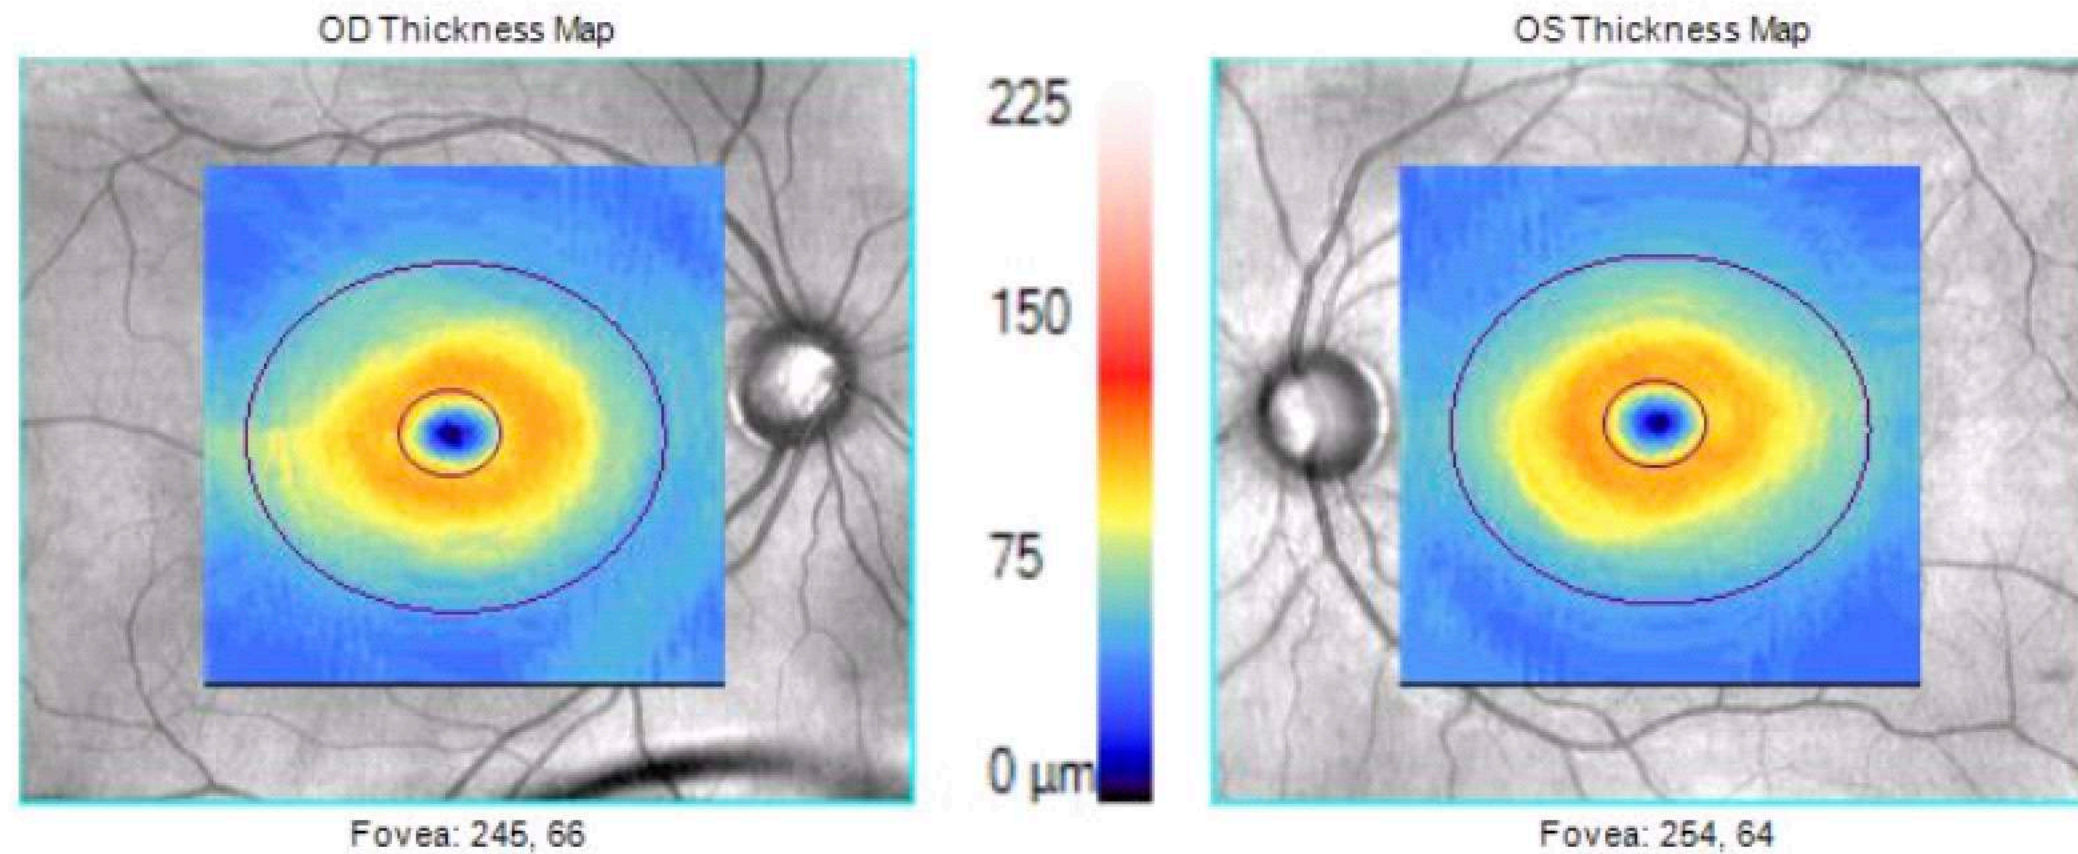 OD Thickness Map
OS Thickness Map
225
150
75
0 µm
Fovea: 245, 66
Fovea: 254, 64